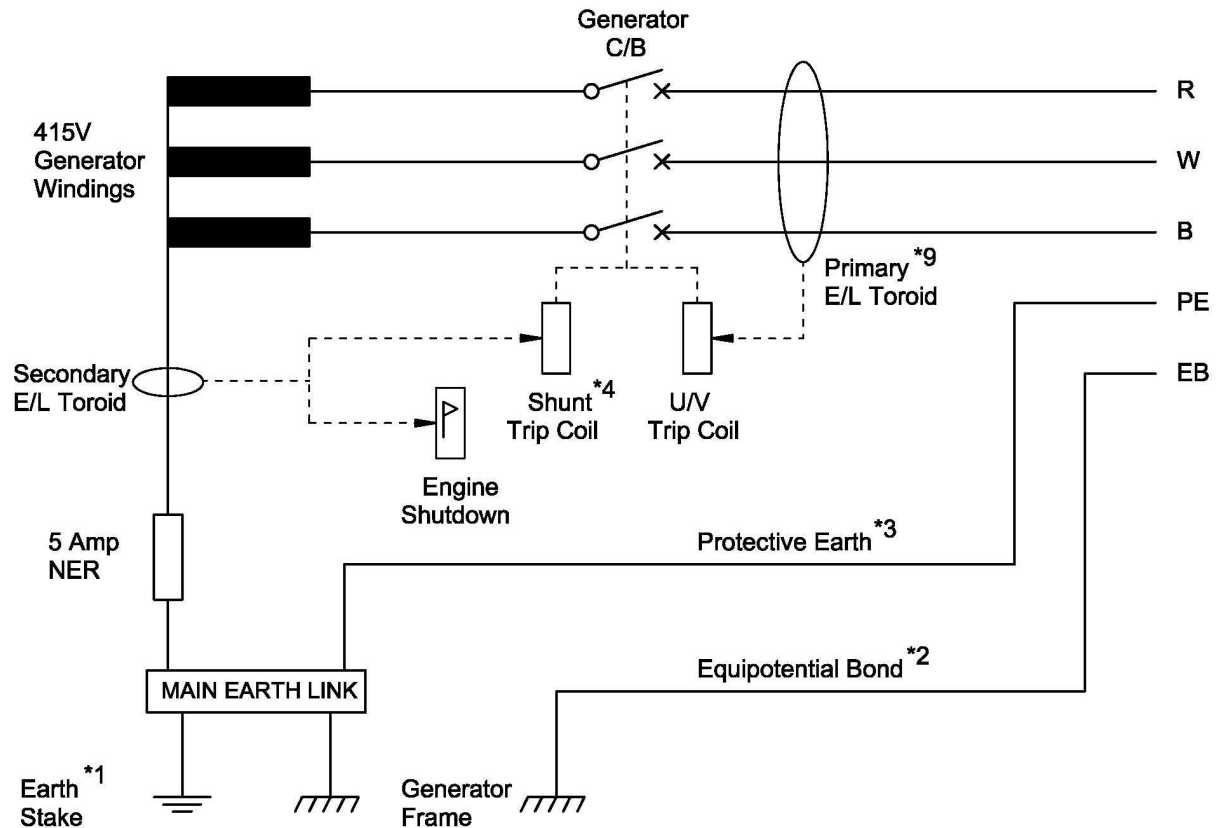 Generator
C/B
R
415V
Generator
Windings
W
B
Primary *9
E/L Toroid
PE
Secondary
E/L Toroid
EB
Shunt *4
Trip Coil
U/V
Trip Coil
Engine
Shutdown
5 Amp
NER
Protective Earth *3
MAIN EARTH LINK
Equipotential Bond *2
Earth *1
Stake
Generator
Frame